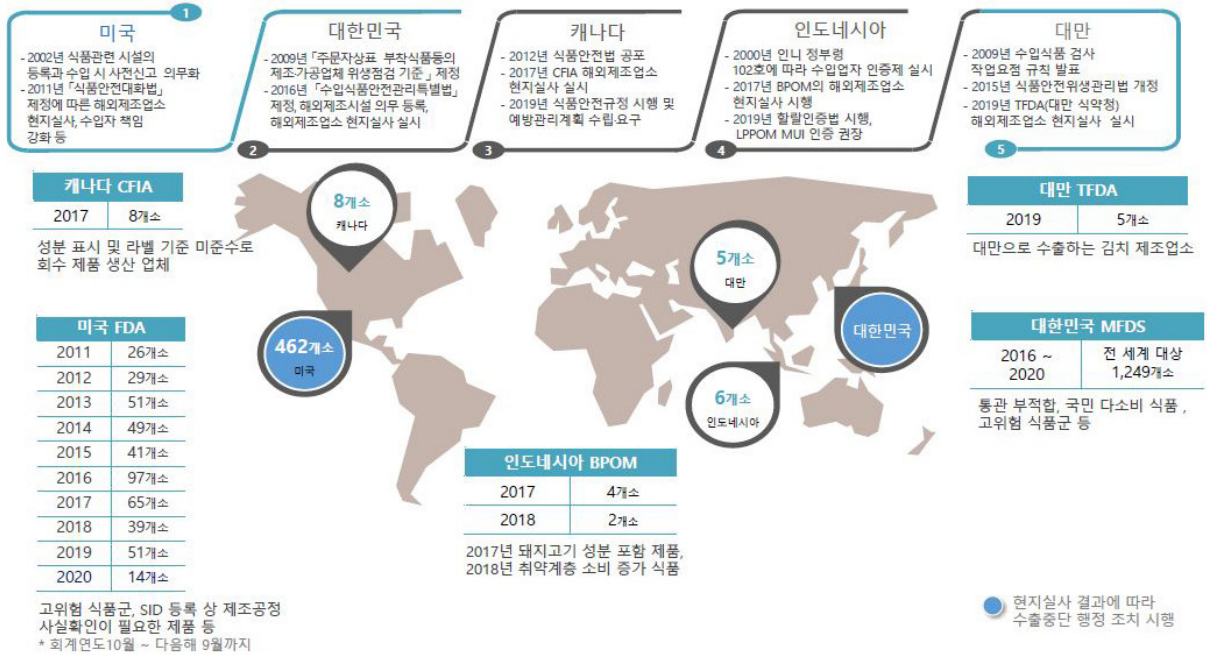 1
미국
- 2002년 식품관련 시설의
등록과 수입 시 사전신고 의무화
- 2011년「식품안전대화법」
제정에 따른 해외제조업소
현지실사, 수입자 책임
강화 등
대한민국
- 2009년「주문자상표 부착식품등의
제조·가공업체 위생점검 기준」제정
- 2016년「수입식품안전관리특별법」
제정, 해외제조시설 의무 등록,
해외제조업소 현지실사 실시
2
캐나다
- 2012년 식품안전법 공포
- 2017년 CFIA 해외제조업소
현지실사 실시
- 2019년 식품안전규정 시행 및
예방관리계획 수립·요구
3
인도네시아
- 2000년 인니 정부령
102호에 따라 수입업자 인증제 실시
- 2017년 BPOM의 해외제조업소
현지실사 시행
- 2019년 할랄인증법 시행,
LPPOM MUI 인증 권장
4
대만
- 2009년 수입식품 검사
작업요점 규칙 발표
- 2015년 식품안전위생관리법 개정
- 2019년 TFDA(대만 식약청)
해외제조업소 현지실사 실시
5
캐나다 CFIA
2017 8개소
성분 표시 및 라벨 기준 미준수로
회수 제품 생산 업체
미국 FDA
2011 26개소
2012 29개소
2013 51개소
2014 49개소
2015 41개소
2016 97개소
2017 65개소
2018 39개소
2019 51개소
2020 14개소
고위험 식품군, SID 등록 상 제조공정
사실확인이 필요한 제품 등
* 회계연도10월 ~ 다음해 9월까지
8개소
캐나다
462개소
미국
5개소
대만
대한민국
6개소
인도네시아
인도네시아 BPOM
2017 4개소
2018 2개소
2017년 돼지고기 성분 포함 제품,
2018년 취약계층 소비 증가 식품
대만 TFDA
2019 5개소
대만으로 수출하는 김치 제조업소
대한민국 MFDS
2016 ~ 전 세계 대상
2020 1,249개소
통관 부적합, 국민 다소비 식품 ,
고위험 식품군 등
현지실사 결과에 따라
수출중단 행정 조치 시행